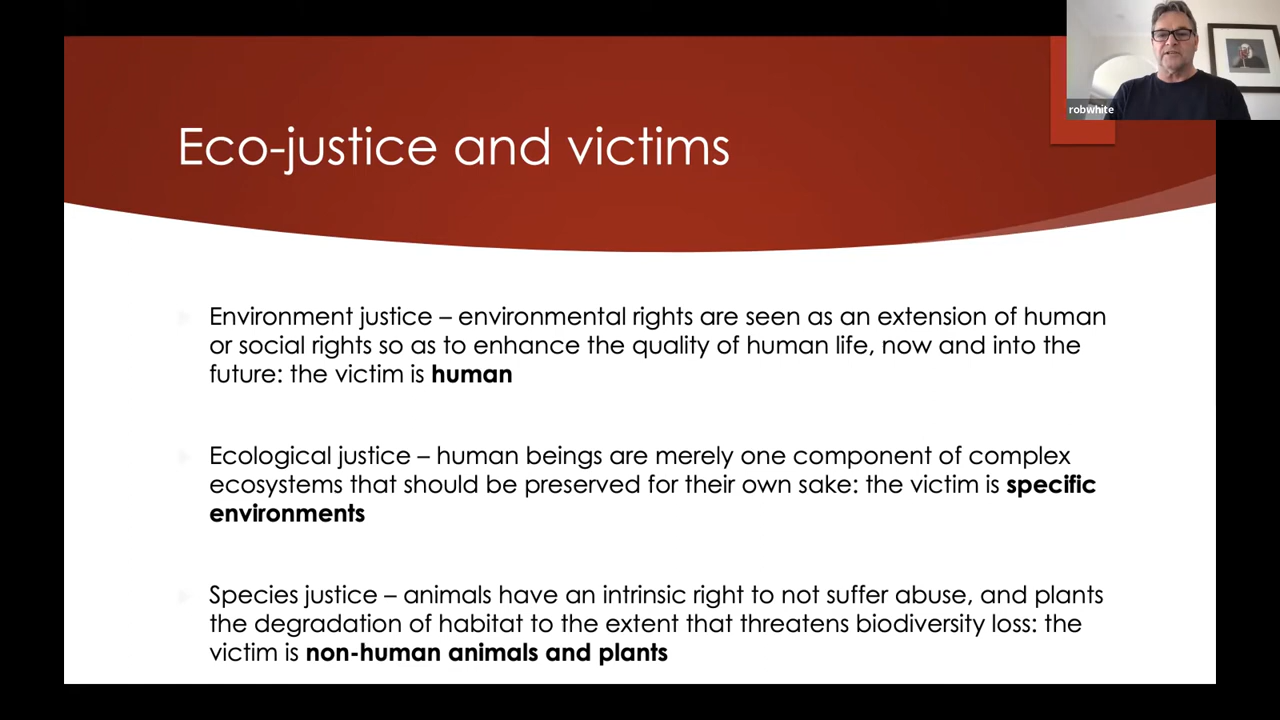 robwhite
Eco-justice and victims
Environment justice – environmental rights are seen as an extension of human
or social rights so as to enhance the quality of human life, now and into the
future: the victim is human
Ecological justice – human beings are merely one component of complex
ecosystems that should be preserved for their own sake: the victim is specific
environments
Species justice – animals have an intrinsic right to not suffer abuse, and plants
the degradation of habitat to the extent that threatens biodiversity loss: the
victim is non-human animals and plants